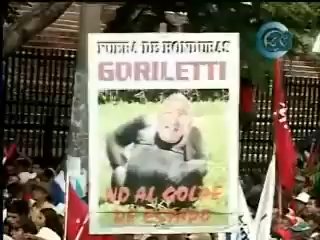 FUERA DE HONDURAS
GORILETTI
NO AL GOLPE
DE ESTADO